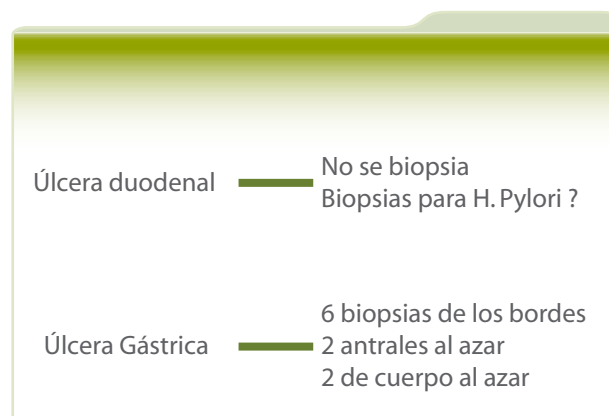 Úlcera duodenal
No se biopsia
Biopsias para H. Pylori ?
Úlcera Gástrica
6 biopsias de los bordes
2 antrales al azar
2 de cuerpo al azar